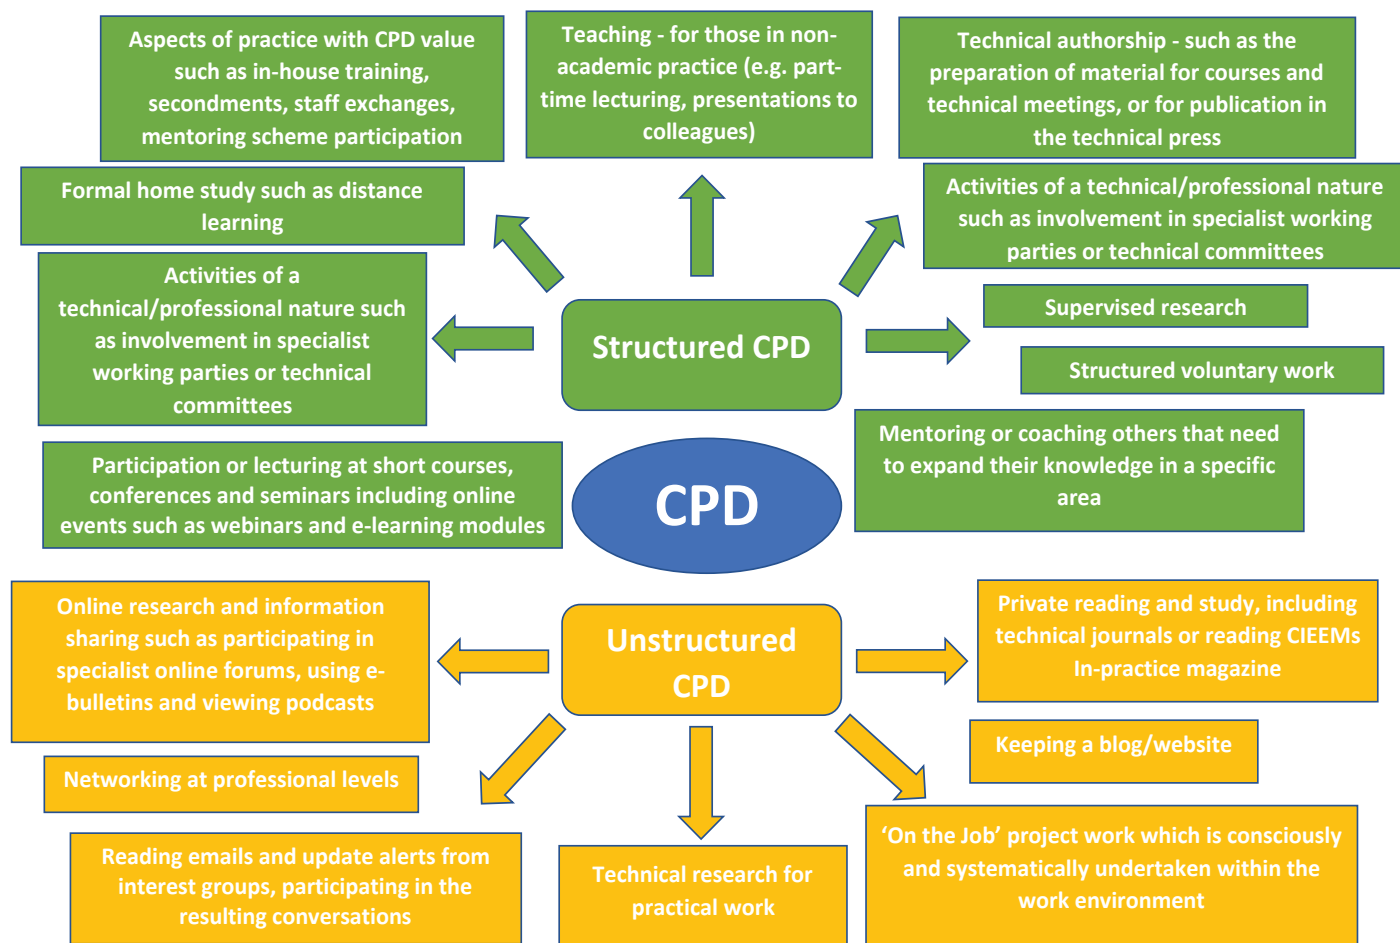 Aspects of practice with CPD value
such as in-house training,
secondments, staff exchanges,
mentoring scheme participation
Teaching - for those in non-
academic practice (e.g. part-
time lecturing, presentations to
colleagues)
Technical authorship - such as the
preparation of material for courses and
technical meetings, or for publication in
the technical press
Formal home study such as distance
learning
Activities of a technical/professional nature
such as involvement in specialist working
parties or technical committees
Activities of a
technical/professional nature such
as involvement in specialist
working parties or technical
committees
Structured CPD
Supervised research
Structured voluntary work
Participation or lecturing at short courses,
conferences and seminars including online
events such as webinars and e-learning modules
CPD
Mentoring or coaching others that need
to expand their knowledge in a specific
area
Online research and information
sharing such as participating in
specialist online forums, using e-
bulletins and viewing podcasts
Unstructured
CPD
Private reading and study, including
technical journals or reading CIEEMs
In-practice magazine
Networking at professional levels
Keeping a blog/website
Reading emails and update alerts from
interest groups, participating in the
resulting conversations
Technical research for
practical work
‘On the Job’ project work which is consciously
and systematically undertaken within the
work environment